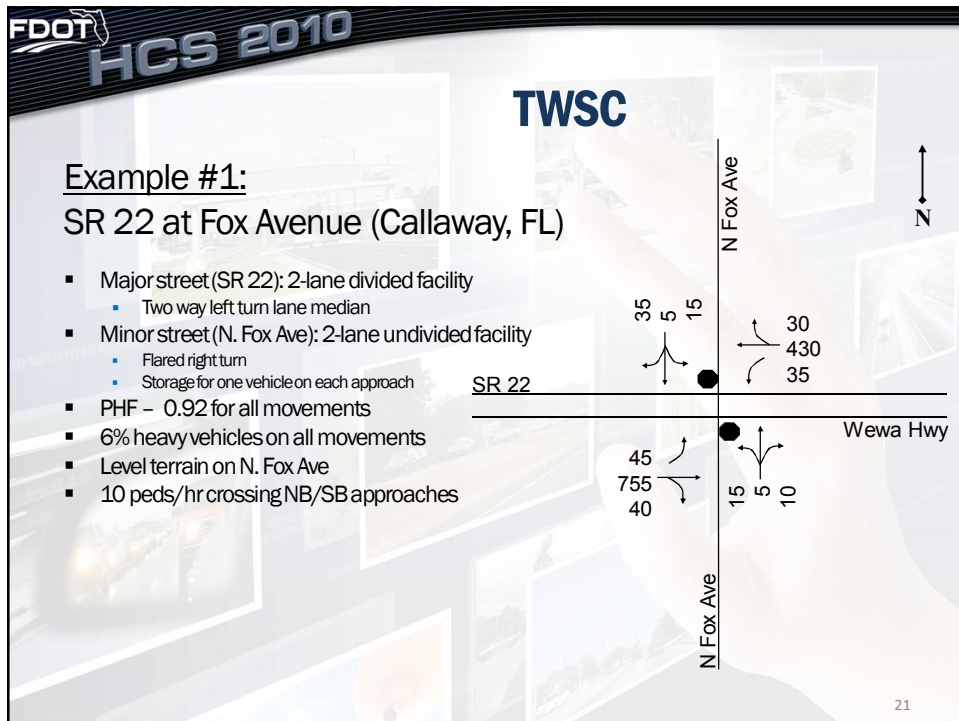 FDOT
HCS 2010
TWSC
Example #1:
SR 22 at Fox Avenue (Callaway, FL)
▪ Major street (SR 22): 2-lane divided facility
▪ Two way left turn lane median
▪ Minor street (N. Fox Ave): 2-lane undivided facility
▪ Flared right turn
▪ Storage for one vehicle on each approach
▪ PHF – 0.92 for all movements
▪ 6% heavy vehicles on all movements
▪ Level terrain on N. Fox Ave
▪ 10 peds/hr crossing NB/SB approaches
N Fox Ave
N
35
5
15
30
430
35
SR 22
Wewa Hwy
45
755
40
15
5
10
N Fox Ave
21